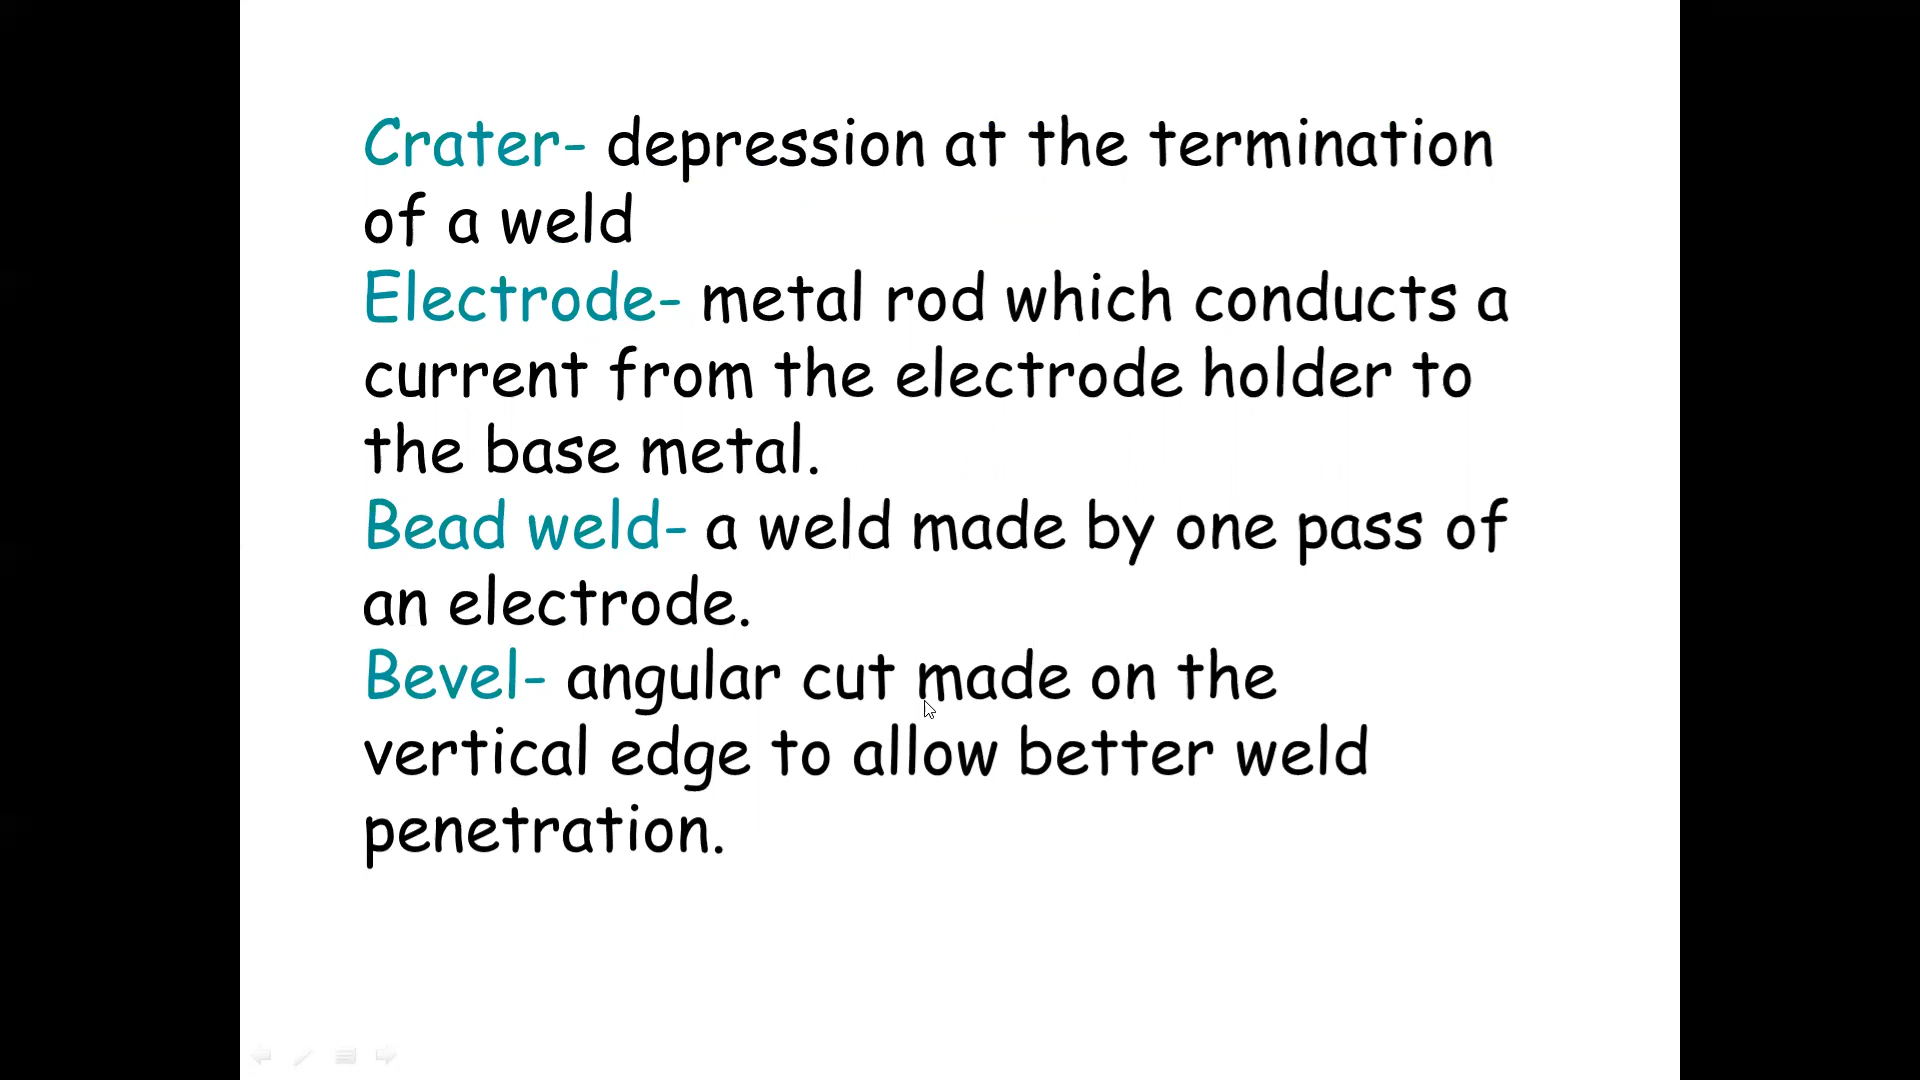 Crater- depression at the termination
of a weld
Electrode- metal rod which conducts a
current from the electrode holder to
the base metal.
Bead weld- a weld made by one pass of
an electrode.
Bevel- angular cut made on the
vertical edge to allow better weld
penetration.